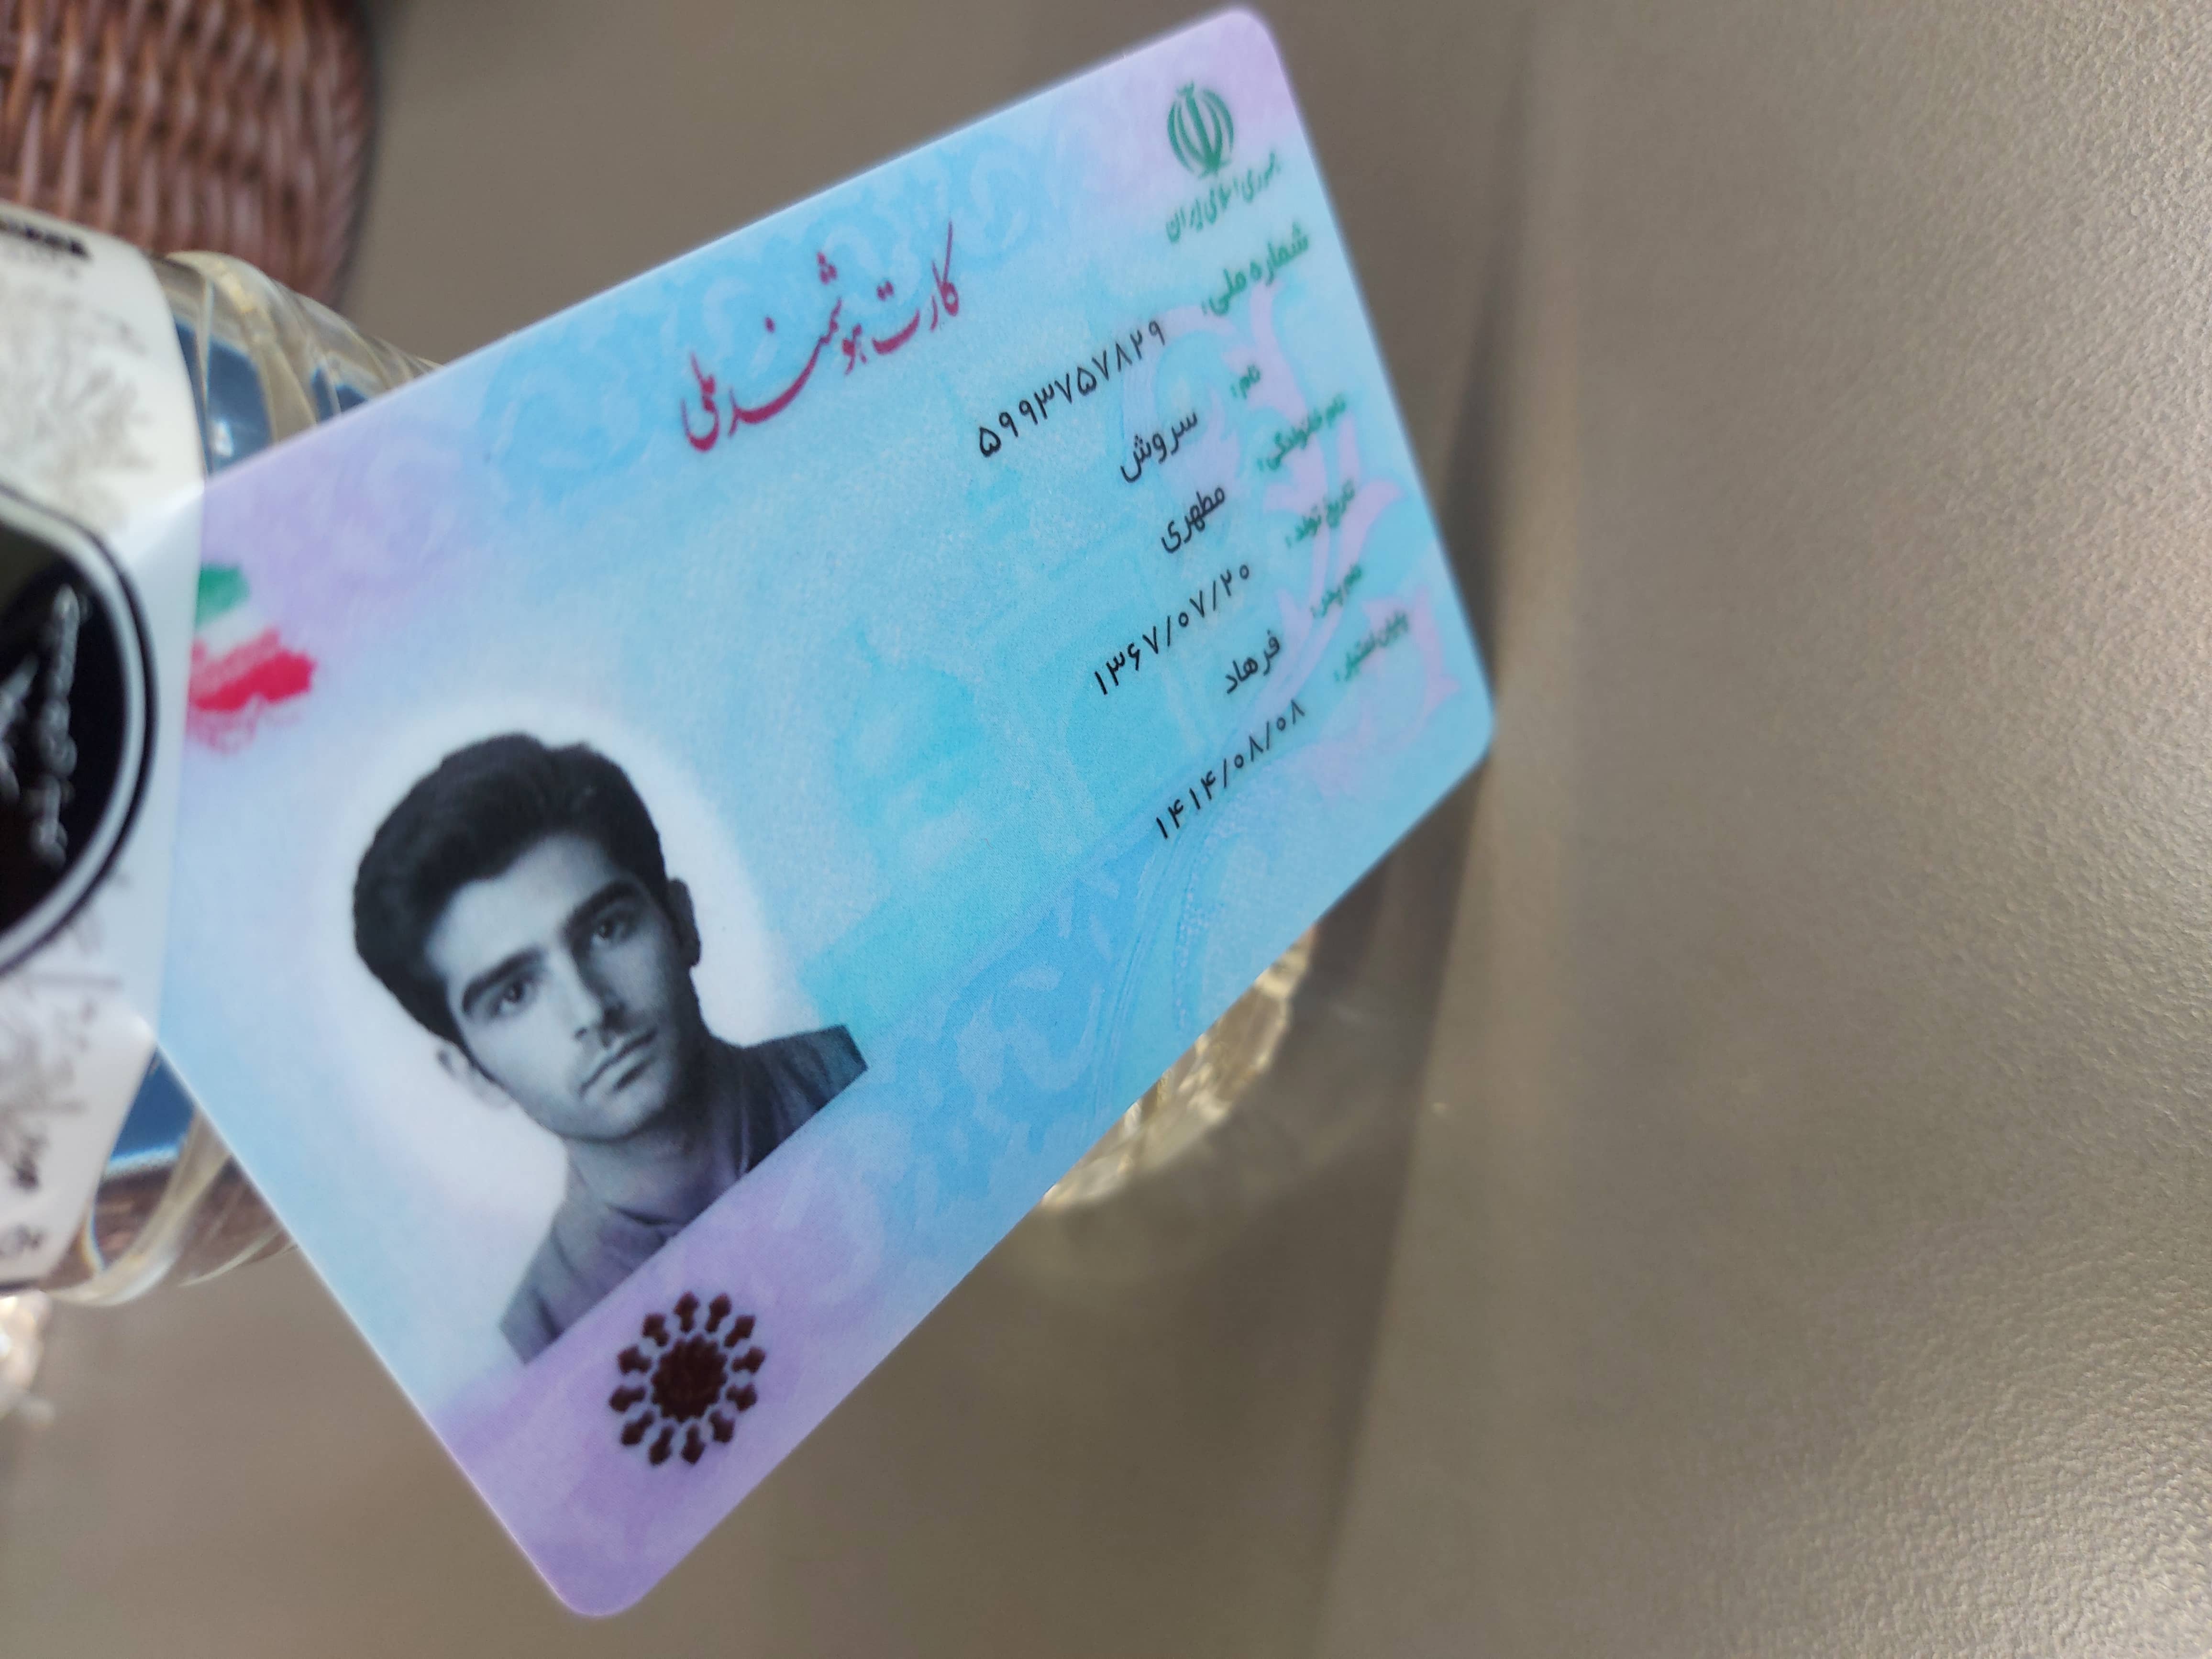 جمهوری اسلامی ایران
کارت هوشمند ملی
شماره ملی:
۵۹۹۳۷۵۷۸۲۹
نام:
سروش
نام خانوادگی:
مطهری
تاریخ تولد:
۱۳۶۷/۰۷/۲۰
نام پدر:
فرهاد
پایان اعتبار:
۱۴۱۴/۰۸/۰۸